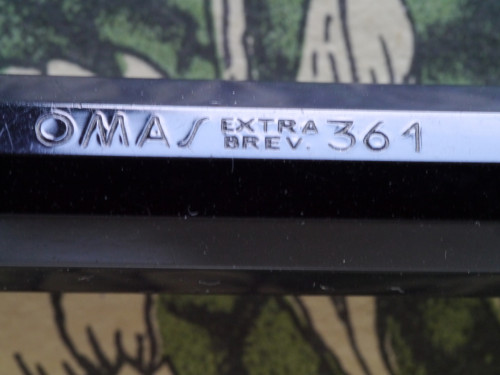 OMAS EXTRA BREV. 361